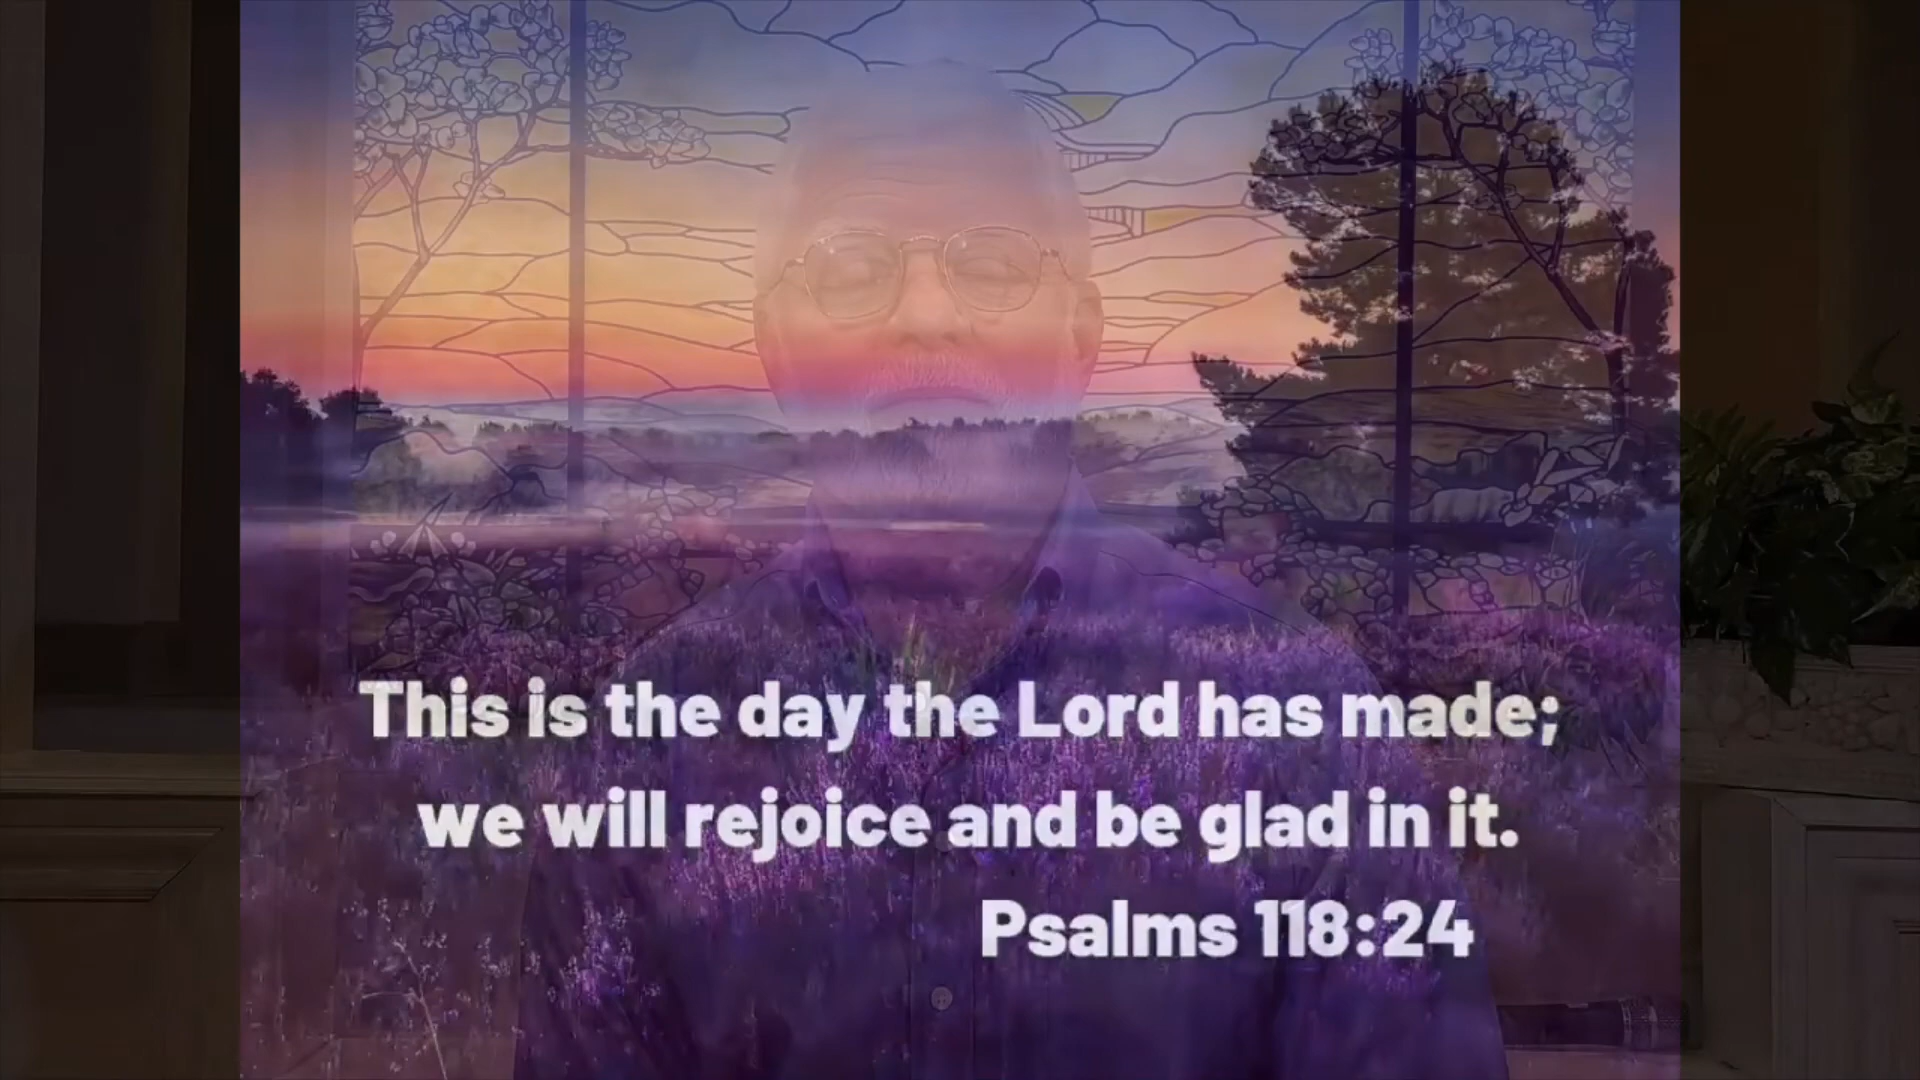 This is the day the Lord has made;
we will rejoice and be glad in it.
Psalms 118:24